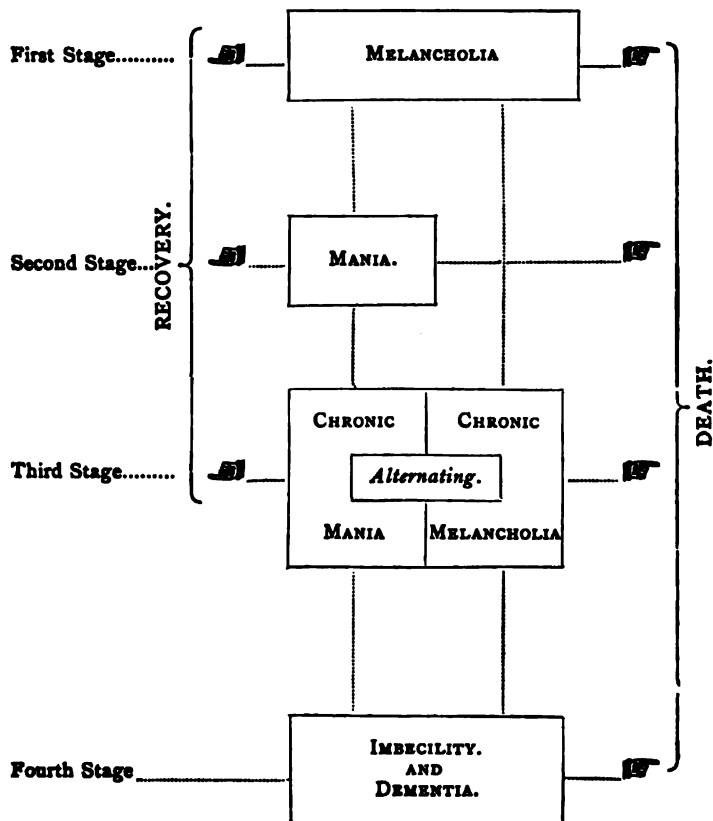 First Stage..........
MELANCHOLIA
RECOVERY.
Second Stage...
MANIA.
DEATH.
CHRONIC CHRONIC
Third Stage.........
Alternating.
MANIA MELANCHOLIA
IMBECILITY.
AND
DEMENTIA.
Fourth Stage